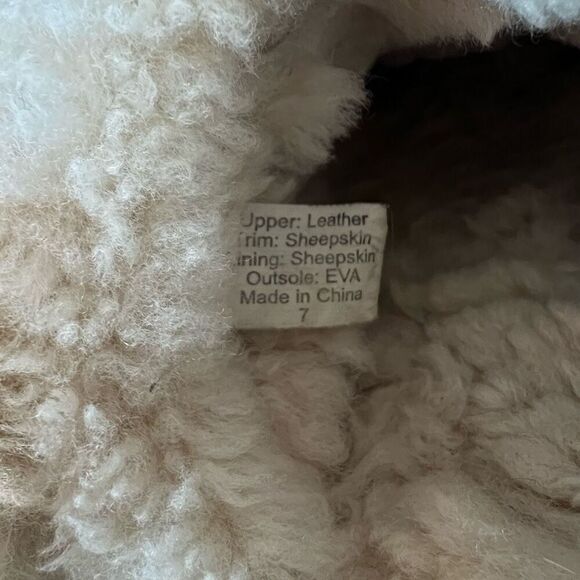 Upper: Leather
Trim: Sheepskin
ining: Sheepskin
Outsole: EVA
Made in China
7